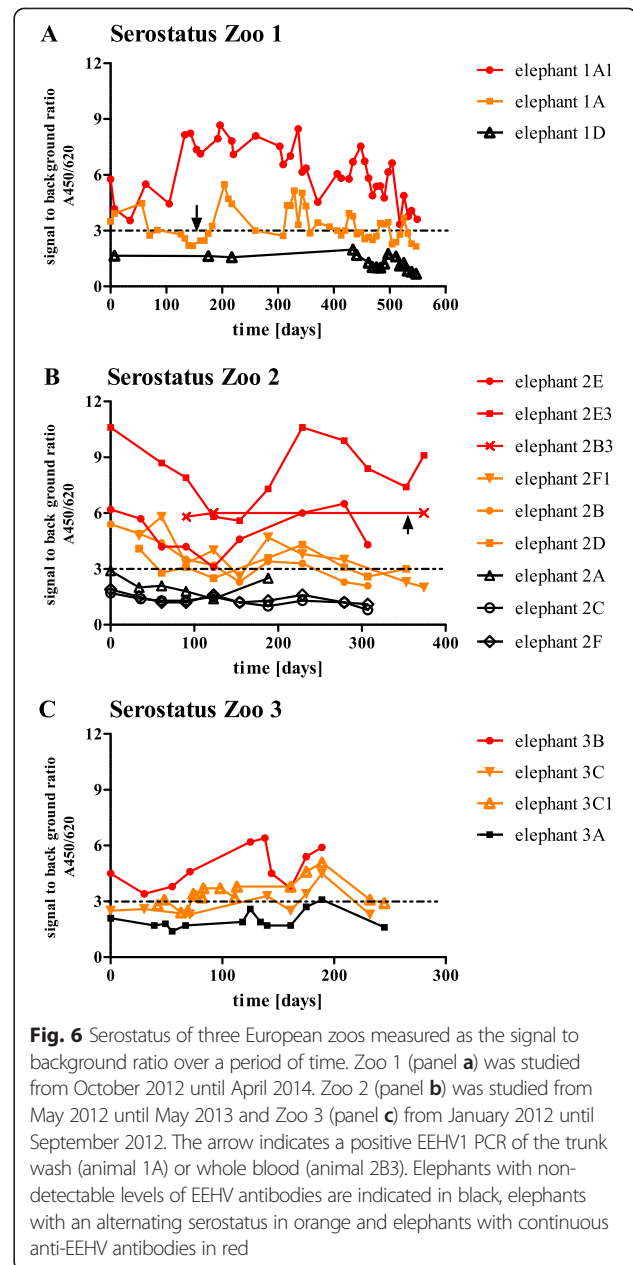 A Serostatus Zoo 1
signal to background ratio
A450/620
12
9
6
3
0
0 100 200 300 400 500 600
time [days]
elephant 1A1
elephant 1A
elephant 1D
B Serostatus Zoo 2
signal to back ground ratio
A450/620
12
9
6
3
0
0 100 200 300 400
time [days]
elephant 2E
elephant 2E3
elephant 2B3
elephant 2F1
elephant 2B
elephant 2D
elephant 2A
elephant 2C
elephant 2F
C Serostatus Zoo 3
signal to back ground ratio
A450/620
12
9
6
3
0
0 100 200 300
time [days]
elephant 3B
elephant 3C
elephant 3C1
elephant 3A
Fig. 6 Serostatus of three European zoos measured as the signal to
background ratio over a period of time. Zoo 1 (panel a) was studied
from October 2012 until April 2014. Zoo 2 (panel b) was studied from
May 2012 until May 2013 and Zoo 3 (panel c) from January 2012 until
September 2012. The arrow indicates a positive EEHV1 PCR of the trunk
wash (animal 1A) or whole blood (animal 2B3). Elephants with non-
detectable levels of EEHV antibodies are indicated in black, elephants
with an alternating serostatus in orange and elephants with continuous
anti-EEHV antibodies in red